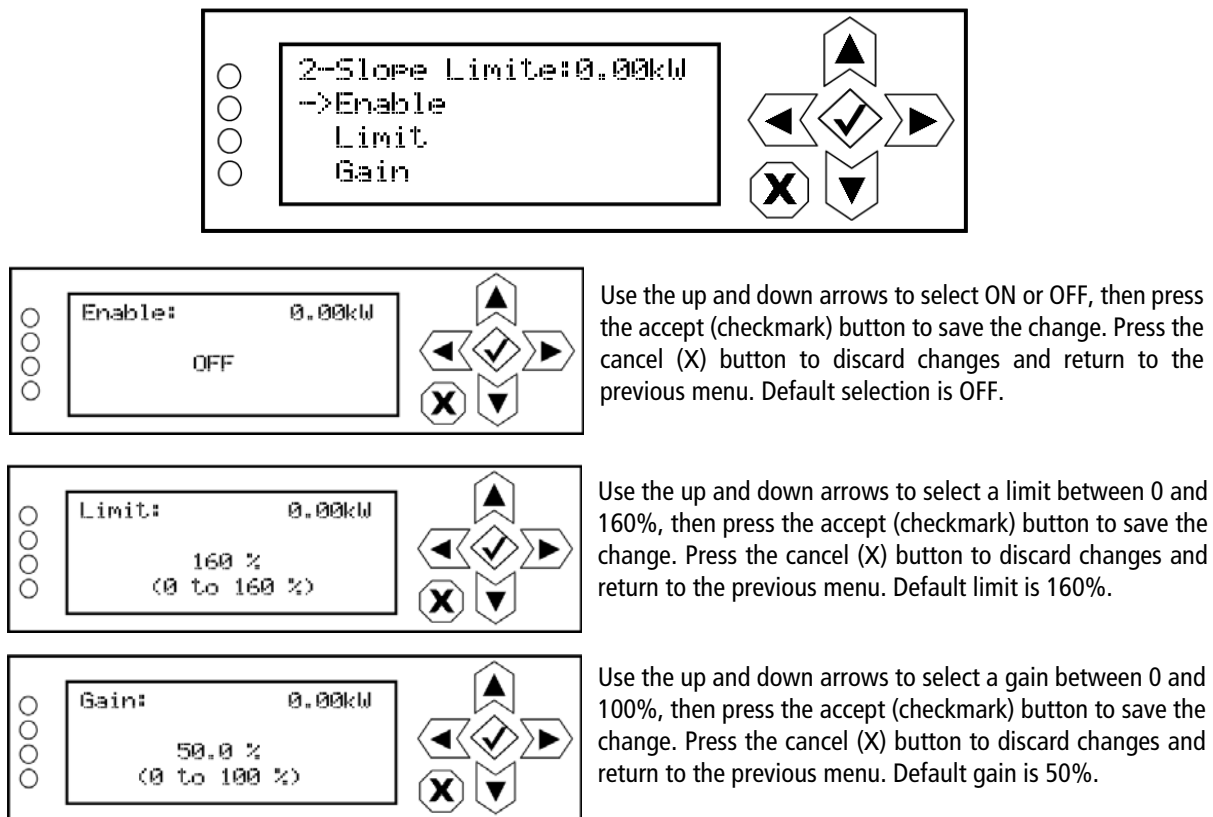 2-Slope Limite:0.00kW
->Enable
Limit
Gain
Enable: 0.00kW
OFF
Use the up and down arrows to select ON or OFF, then press
the accept (checkmark) button to save the change. Press the
cancel (X) button to discard changes and return to the
previous menu. Default selection is OFF.
Limit: 0.00kW
160 %
(0 to 160 %)
Use the up and down arrows to select a limit between 0 and
160%, then press the accept (checkmark) button to save the
change. Press the cancel (X) button to discard changes and
return to the previous menu. Default limit is 160%.
Gain: 0.00kW
50.0 %
(0 to 100 %)
Use the up and down arrows to select a gain between 0 and
100%, then press the accept (checkmark) button to save the
change. Press the cancel (X) button to discard changes and
return to the previous menu. Default gain is 50%.